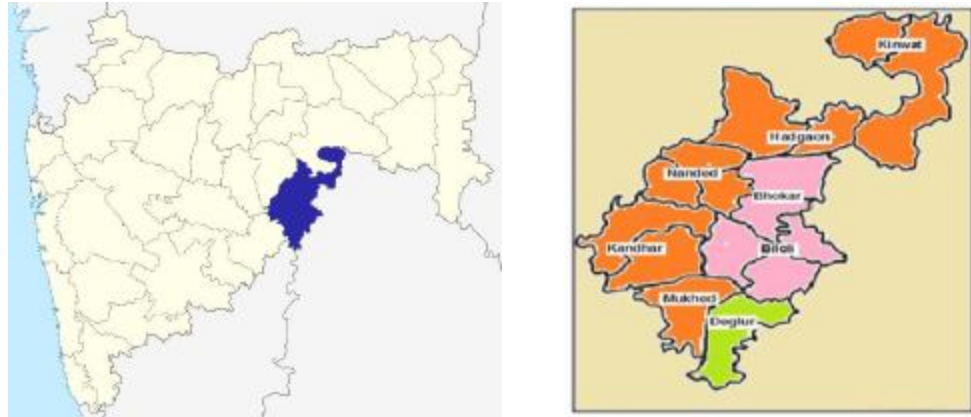 Kinwat
Hadgaon
Nanded
Bhokar
Kandhar
Biloli
Mukhed
Deglur